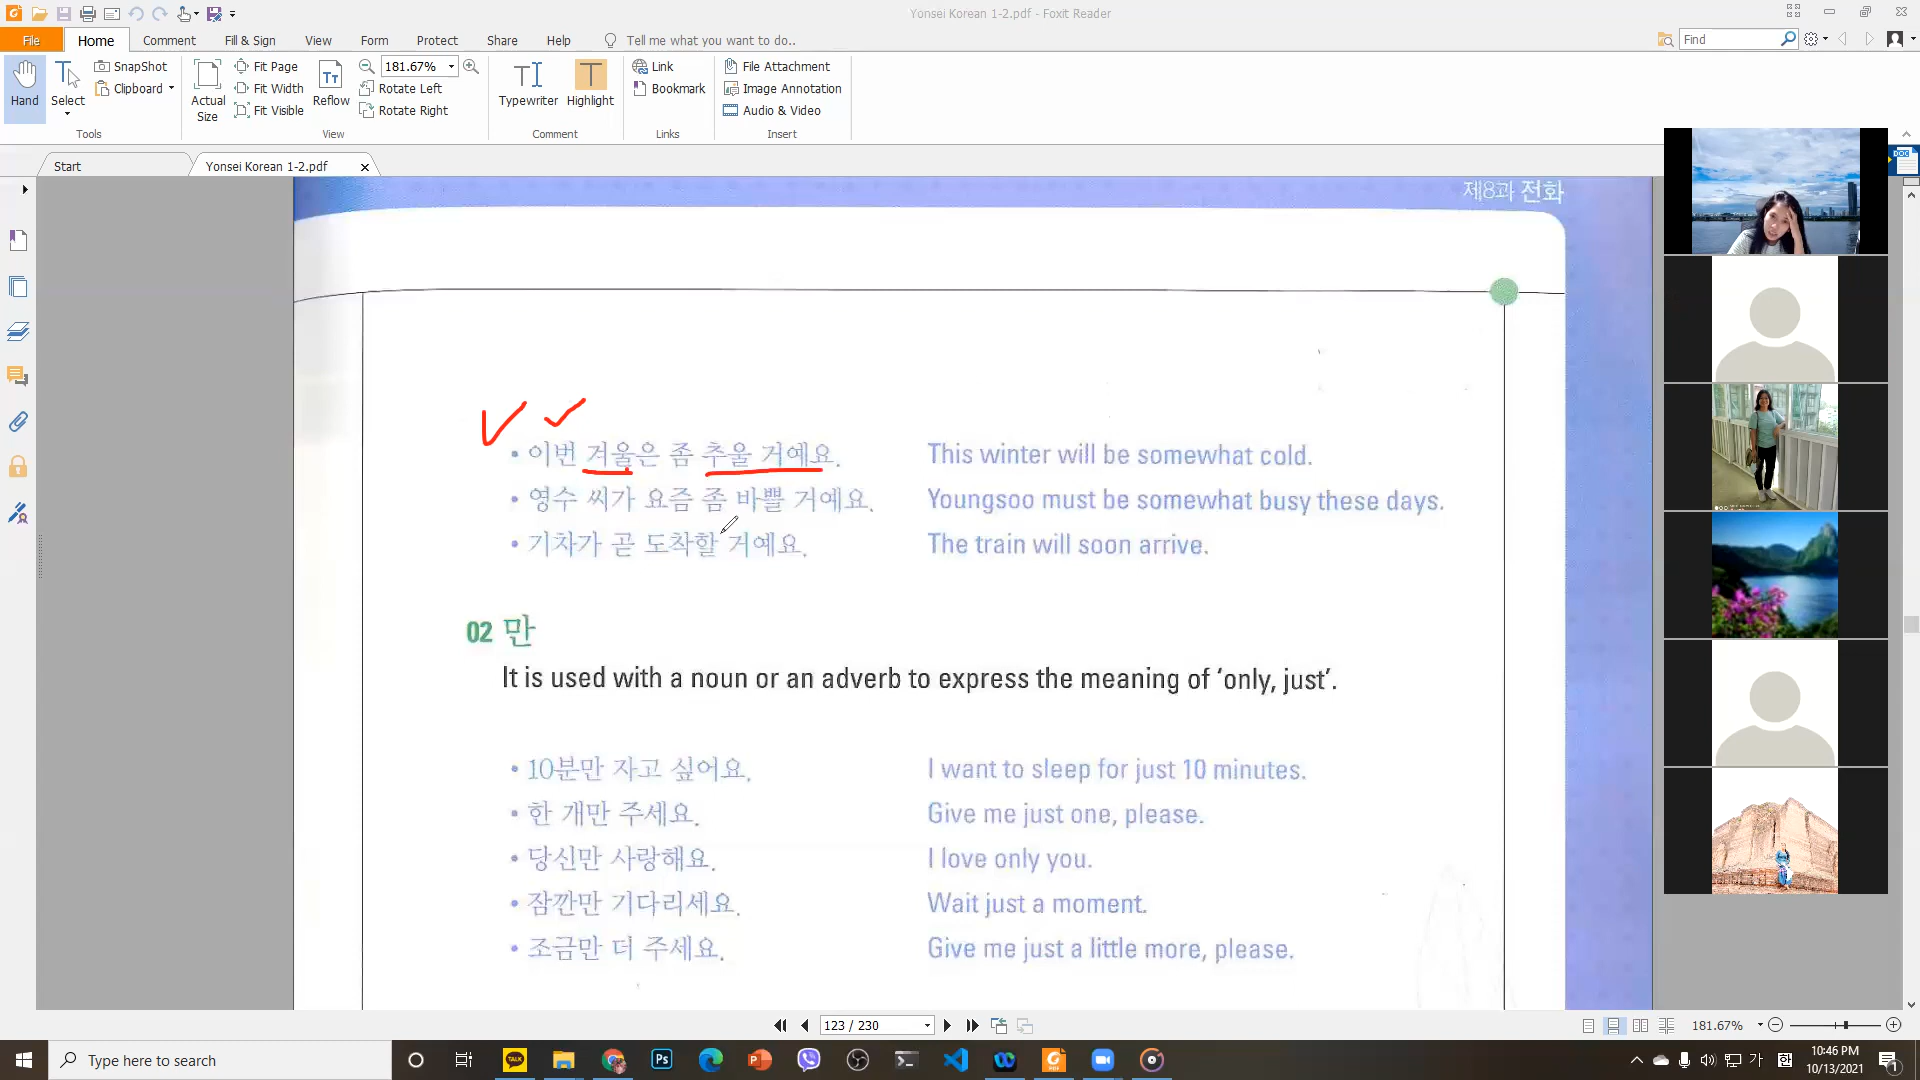 Yonsei Korean 1-2.pdf - Foxit Reader
File Home Comment Fill & Sign View Form Protect Share Help Tell me what you want to do.. Find
Hand
Select
SnapShot
Clipboard
Tools
Actual Size
Fit Page
Fit Width
Fit Visible
Reflow
181.67%
Rotate Left
Rotate Right
View
Typewriter
Highlight
Comment
Link
Bookmark
Links
File Attachment
Image Annotation
Audio & Video
Insert
Start
Yonsei Korean 1-2.pdf
DOC
제8과 전화
• 이번 겨울은 좀 추울 거예요. This winter will be somewhat cold.
• 영수 씨가 요즘 좀 바쁠 거예요. Youngsoo must be somewhat busy these days.
• 기차가 곧 도착할 거예요. The train will soon arrive.
02 만
It is used with a noun or an adverb to express the meaning of ‘only, just’.
• 10분만 자고 싶어요. I want to sleep for just 10 minutes.
• 한 개만 주세요. Give me just one, please.
• 당신만 사랑해요. I love only you.
• 잠깐만 기다리세요. Wait just a moment.
• 조금만 더 주세요. Give me just a little more, please.
123 / 230
181.67%
Type here to search
TALK
Ps
가 한
10:46 PM
10/13/2021
1